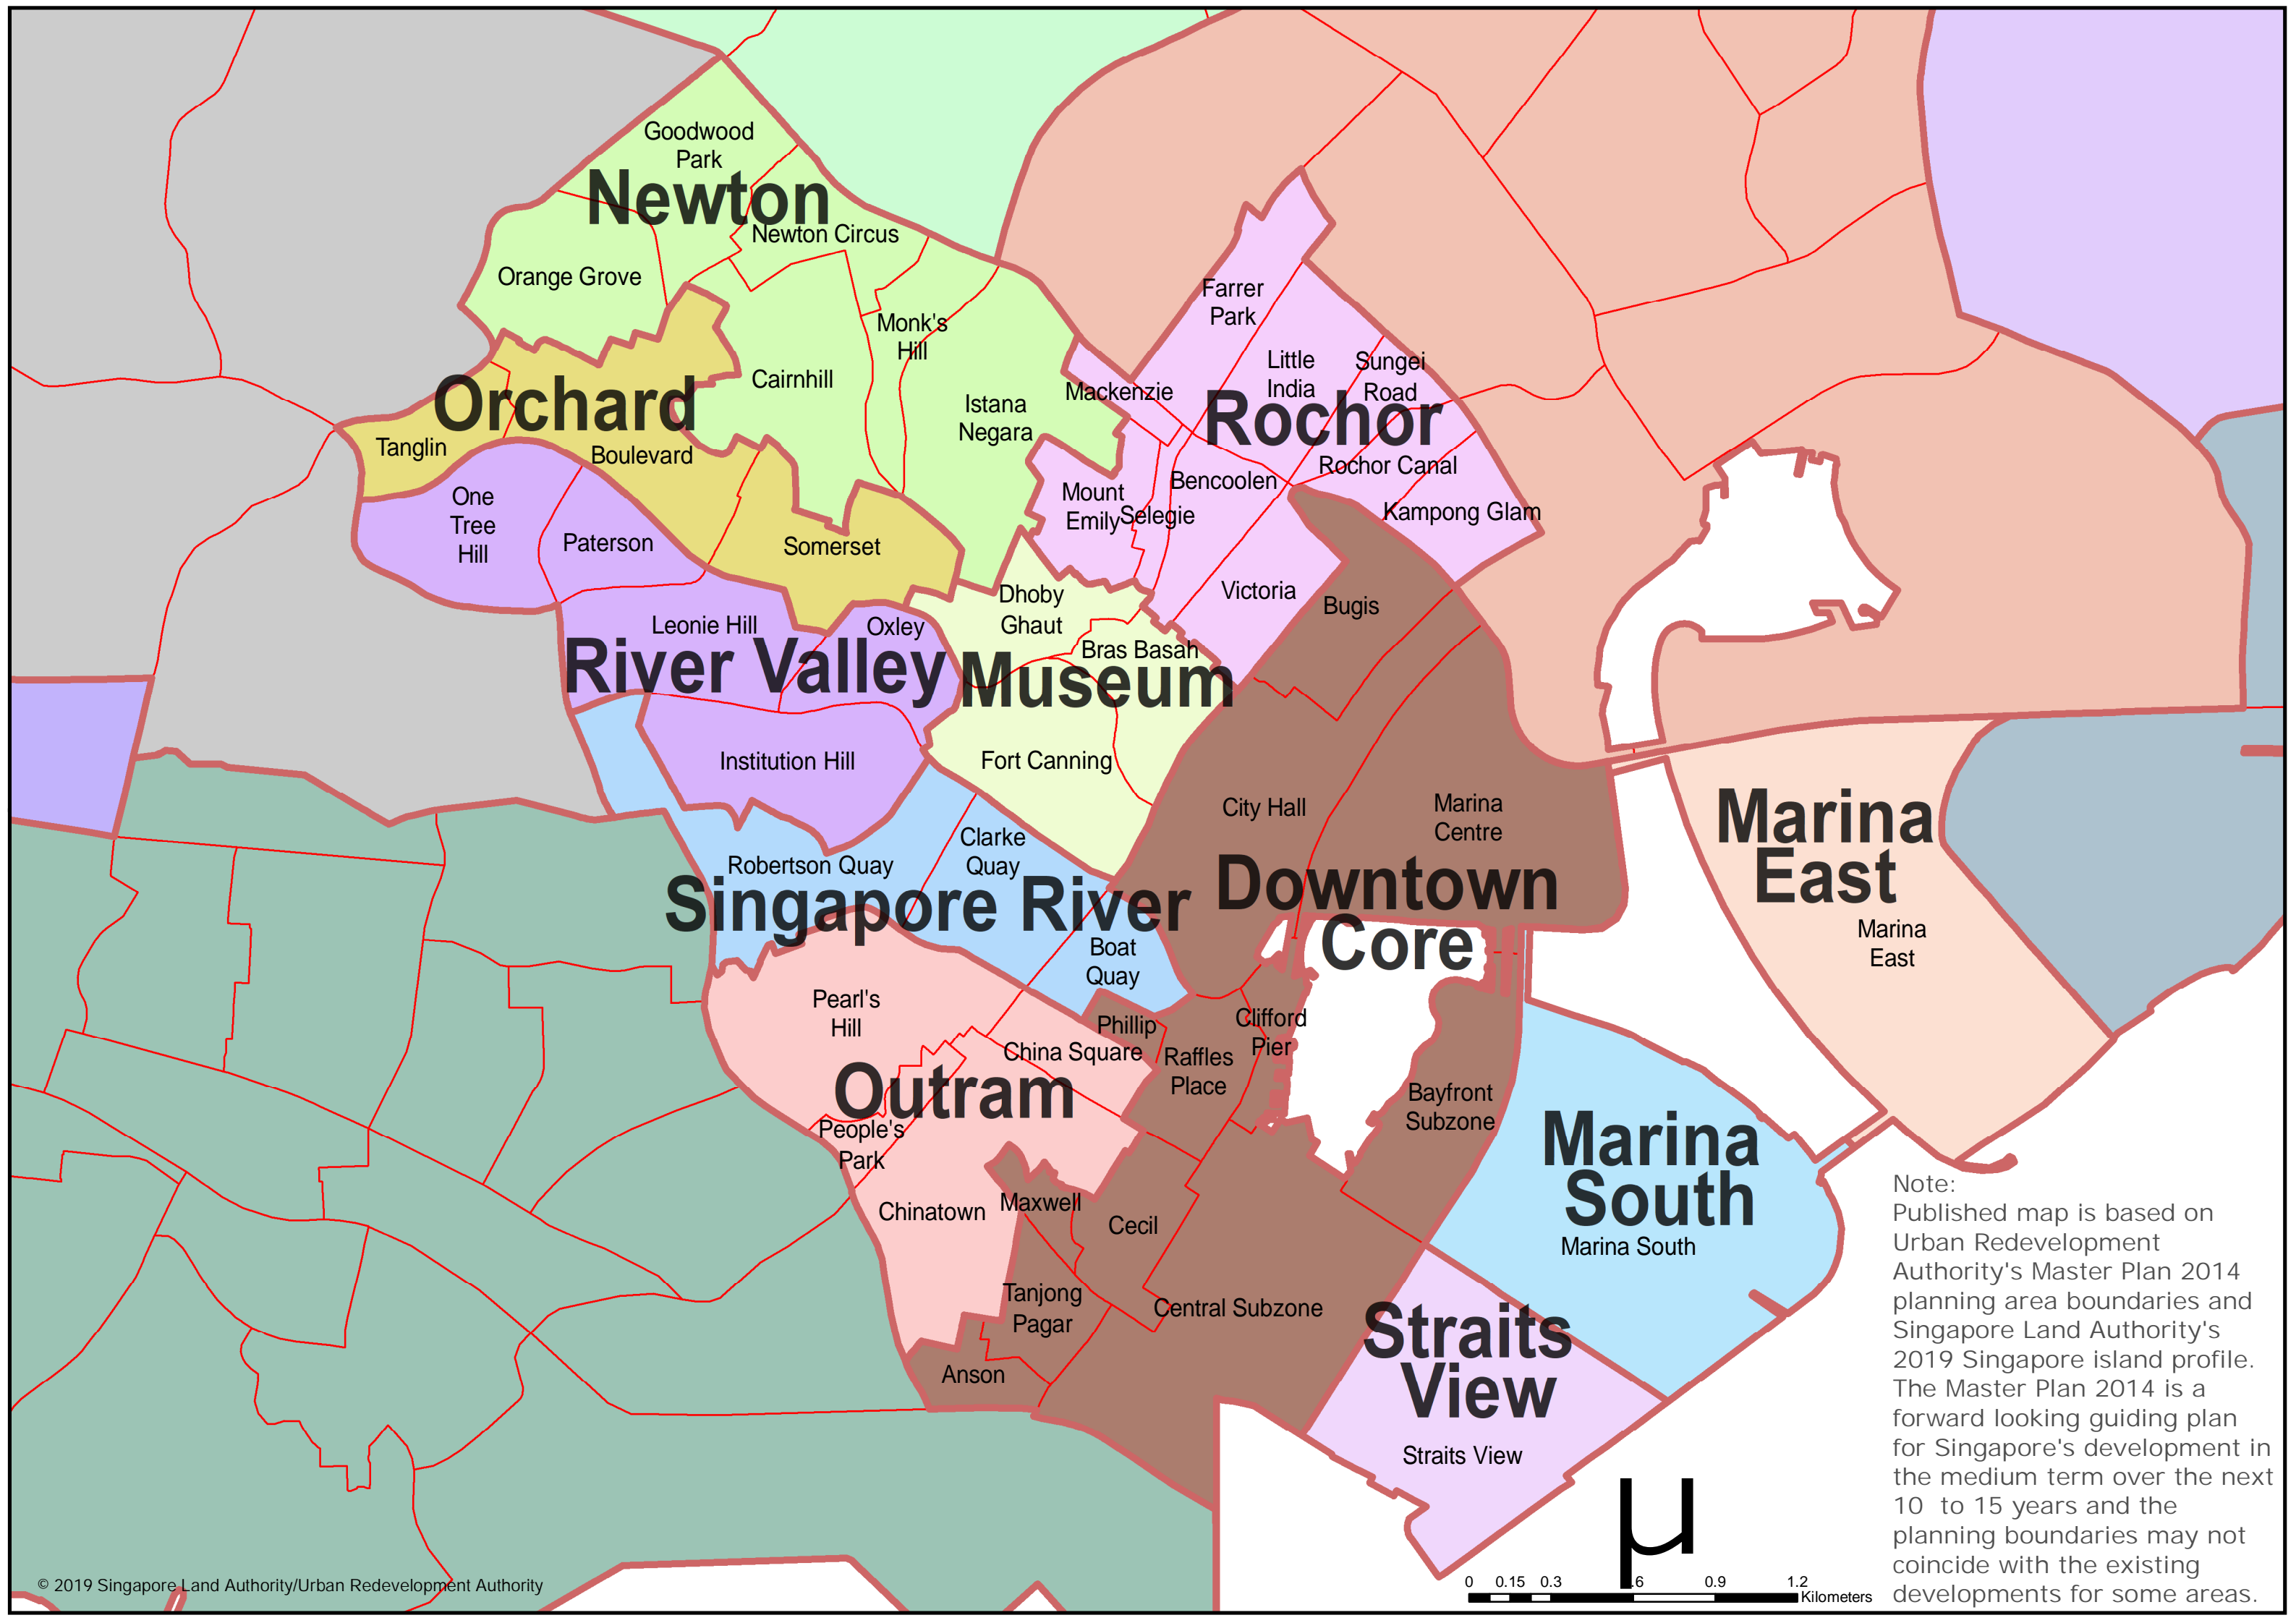 Goodwood
Park
Newton
Newton Circus
Orange Grove
Farrer
Park
Monk's
Hill
Little
India
Sungei
Road
Cairnhill
Mackenzie
Orchard
Istana
Negara
Rochor
Tanglin
Boulevard
Rochor Canal
Bencoolen
One
Tree
Hill
Mount
Emily
Selegie
Kampong Glam
Paterson
Somerset
Victoria
Dhoby
Ghaut
Bugis
Leonie Hill
Oxley
Bras Basah
River Valley
Museum
Institution Hill
Fort Canning
City Hall
Marina
Centre
Marina
East
Marina
East
Clarke
Quay
Robertson Quay
Singapore River
Downtown
Core
Boat
Quay
Pearl's
Hill
Phillip
Clifford
Pier
China Square
Raffles
Place
Outram
Bayfront
Subzone
People's
Park
Marina
South
Marina South
Chinatown
Maxwell
Cecil
Tanjong
Pagar
Central Subzone
Straits
View
Straits View
Anson
Note:
Published map is based on
Urban Redevelopment
Authority's Master Plan 2014
planning area boundaries and
Singapore Land Authority's
2019 Singapore island profile.
The Master Plan 2014 is a
forward looking guiding plan
for Singapore's development in
the medium term over the next
10 to 15 years and the
planning boundaries may not
coincide with the existing
developments for some areas.
µ
0 0.15 0.3 .6 0.9 1.2
Kilometers
© 2019 Singapore Land Authority/Urban Redevelopment Authority